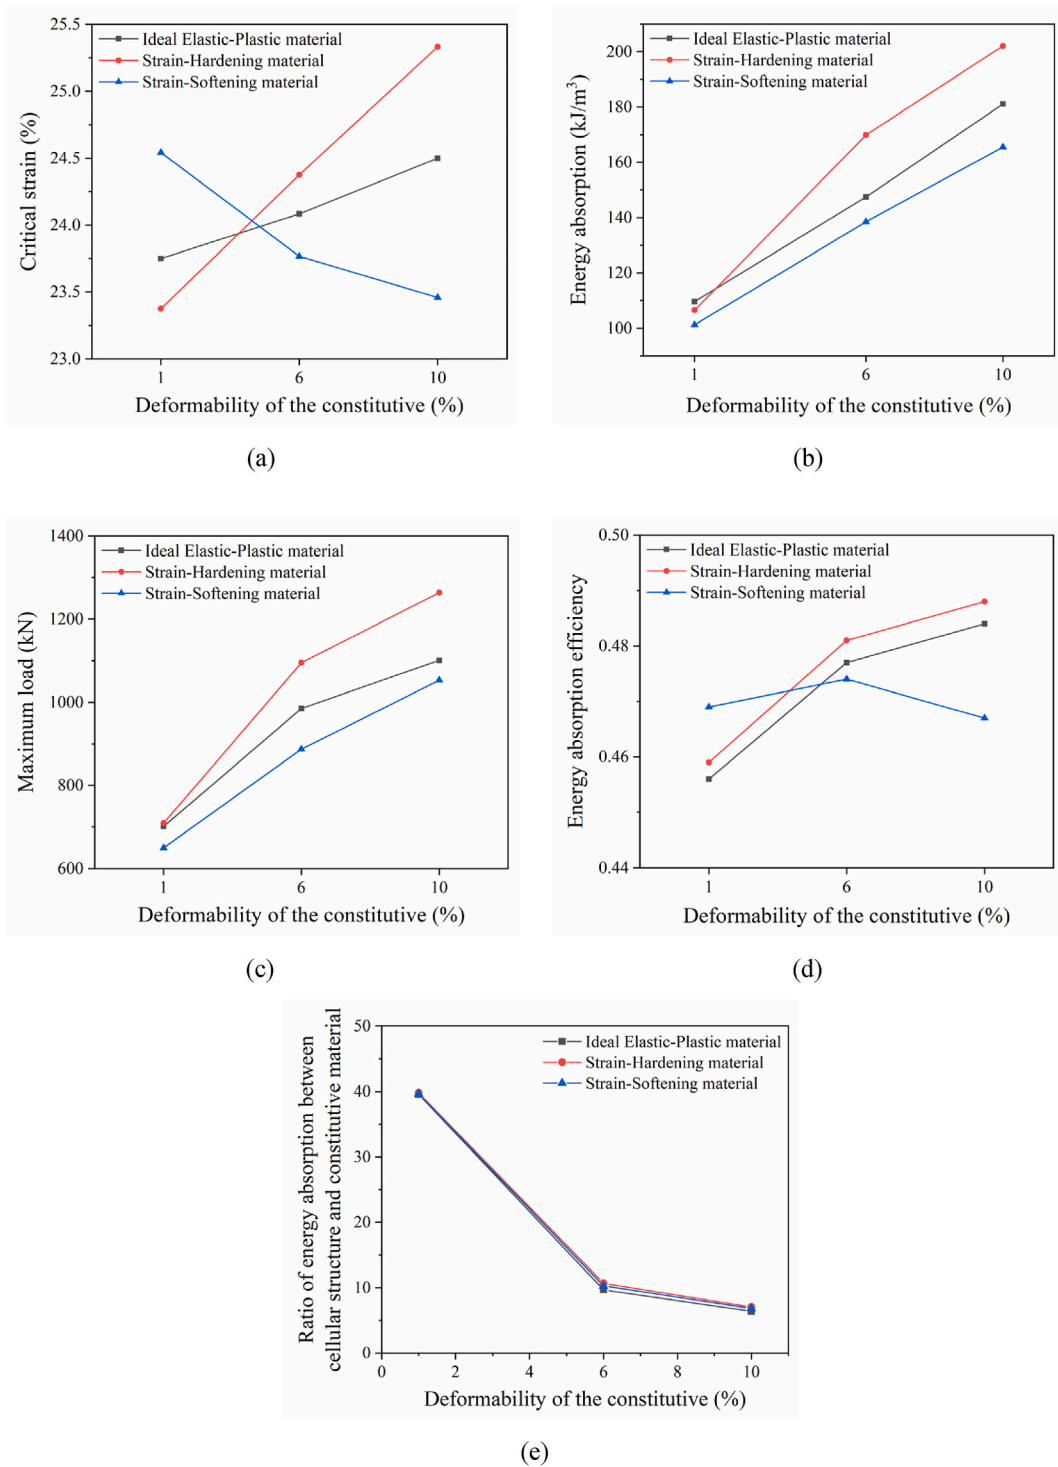 25.5
25.0
24.5
24.0
23.5
23.0
Critical strain (%)
Ideal Elastic-Plastic material
Strain-Hardening material
Strain-Softening material
1 6 10
Deformability of the constitutive (%)
(a)
200
180
160
140
120
100
Energy absorption (kJ/m³)
Ideal Elastic-Plastic material
Strain-Hardening material
Strain-Softening material
1 6 10
Deformability of the constitutive (%)
(b)
1400
1200
1000
800
600
Maximum load (kN)
Ideal Elastic-Plastic material
Strain-Hardening material
Strain-Softening material
1 6 10
Deformability of the constitutive (%)
(c)
0.50
0.48
0.46
0.44
Energy absorption efficiency
Ideal Elastic-Plastic material
Strain-Hardening material
Strain-Softening material
1 6 10
Deformability of the constitutive (%)
(d)
50
40
30
20
10
0
Ratio of energy absorption between
cellular structure and constitutive material
Ideal Elastic-Plastic material
Strain-Hardening material
Strain-Softening material
0 2 4 6 8 10
Deformability of the constitutive (%)
(e)